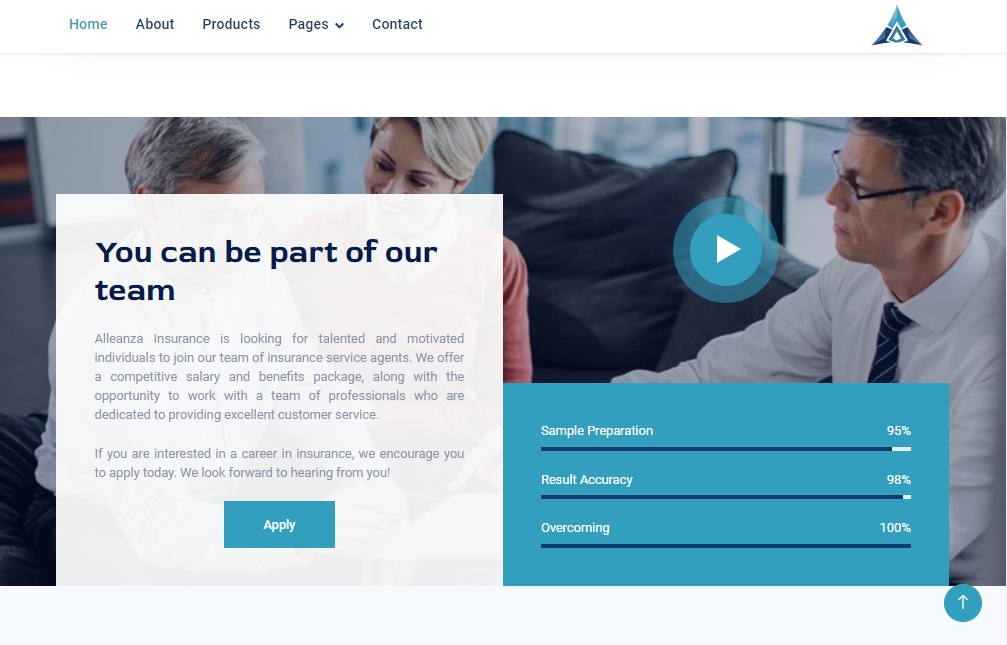 Home About Products Pages Contact
You can be part of our
team
Alleanza Insurance is looking for talented and motivated
individuals to join our team of insurance service agents. We offer
a competitive salary and benefits package, along with the
opportunity to work with a team of professionals who are
dedicated to providing excellent customer service.
If you are interested in a career in insurance, we encourage you
to apply today. We look forward to hearing from you!
Apply
Sample Preparation 95%
Result Accuracy 98%
Overcoming 100%